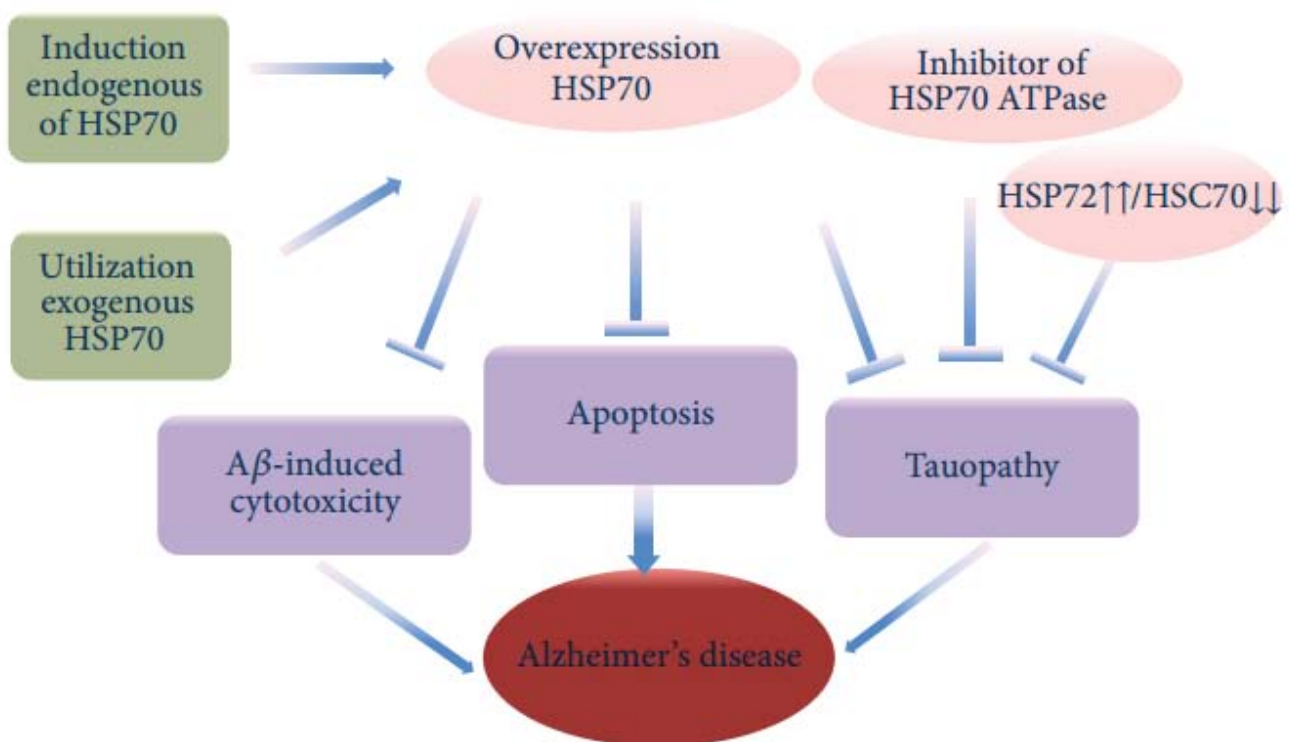 Induction
endogenous
of HSP70
Overexpression
HSP70
Inhibitor of
HSP70 ATPase
HSP72↑↑/HSC70↓↓
Utilization
exogenous
HSP70
Aβ-induced
cytotoxicity
Apoptosis
Tauopathy
Alzheimer’s disease